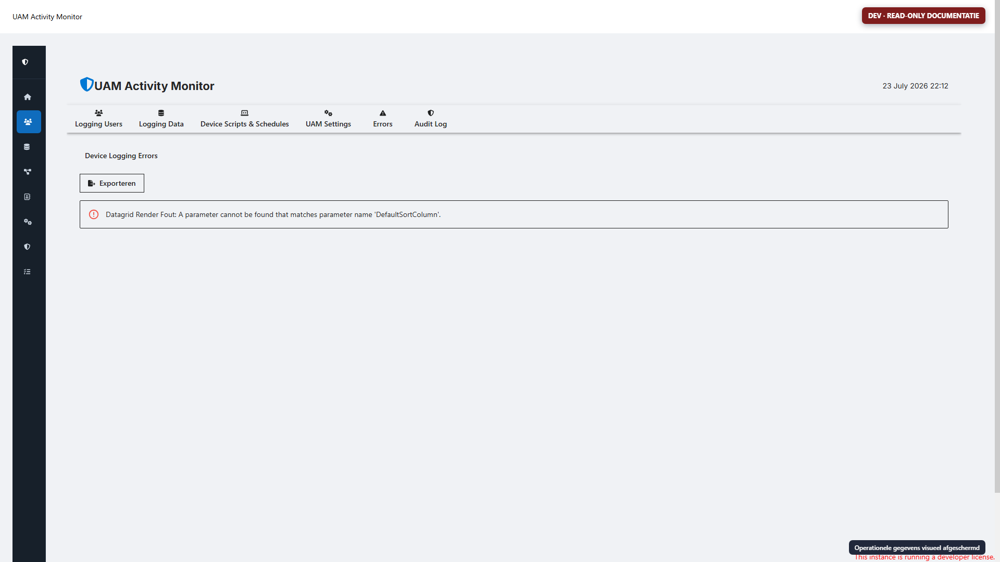 UAM Activity Monitor
DEV - READ-ONLY DOCUMENTATIE
UAM Activity Monitor
23 July 2026 22:12
Logging Users
Logging Data
Device Scripts & Schedules
UAM Settings
Errors
Audit Log
Device Logging Errors
Exporteren
Datagrid Render Fout: A parameter cannot be found that matches parameter name 'DefaultSortColumn'.
Operationele gegevens visueel afgeschermd
This instance is running a developer license.